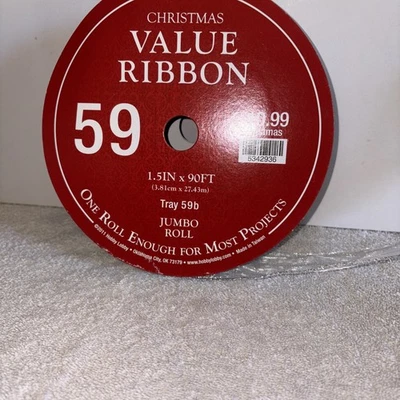 CHRISTMAS
VALUE
RIBBON
59
.99
5342936
1.5IN x 90FT
(3.81cm x 27.43m)
Tray 59b
JUMBO
ROLL
ONE ROLL ENOUGH FOR MOST PROJECTS
©2011 Hobby Lobby • Oklahoma City, OK 73179 • www.hobbylobby.com • Made in Taiwan